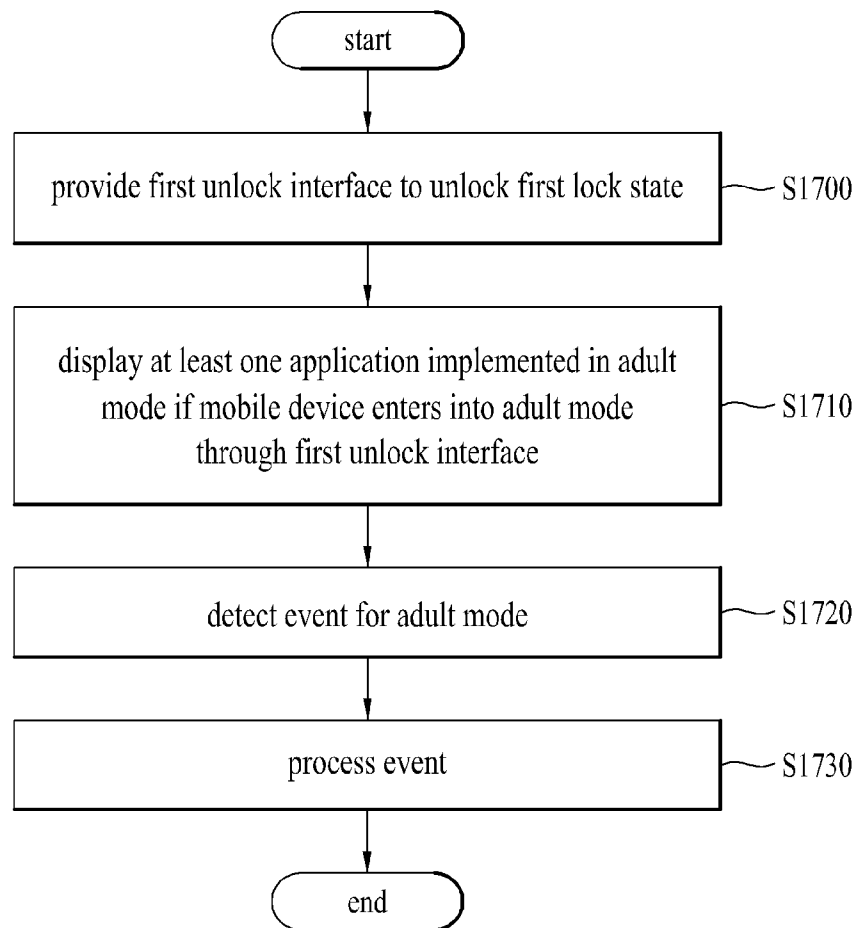 start
provide first unlock interface to unlock first lock state
S1700
display at least one application implemented in adult
mode if mobile device enters into adult mode
through first unlock interface
S1710
detect event for adult mode
S1720
process event
S1730
end